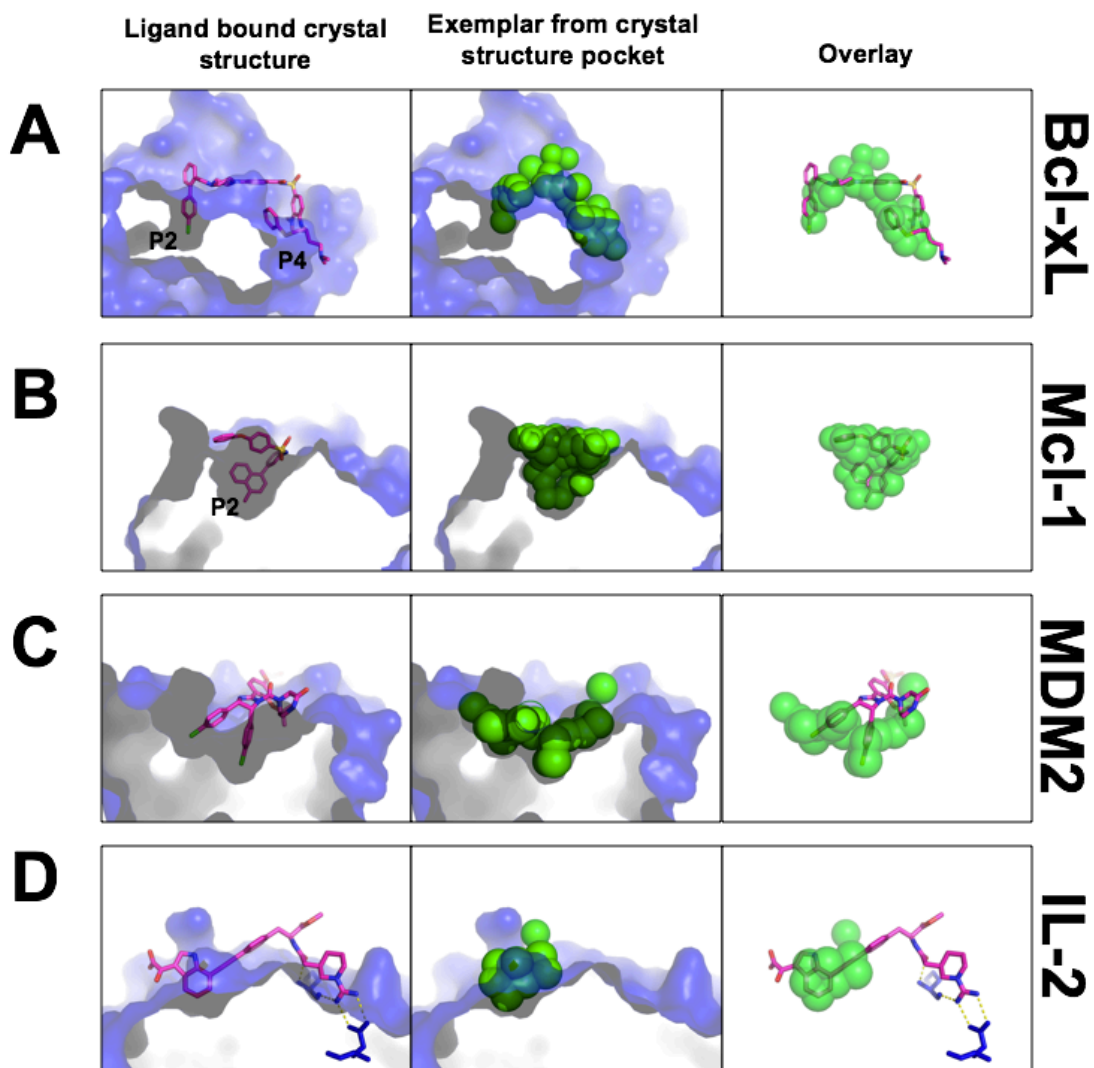 Ligand bound crystal
structure
Exemplar from crystal
structure pocket
Overlay
A
P2
P4
Bcl-xL
B
P2
Mcl-1
C
MDM2
D
IL-2